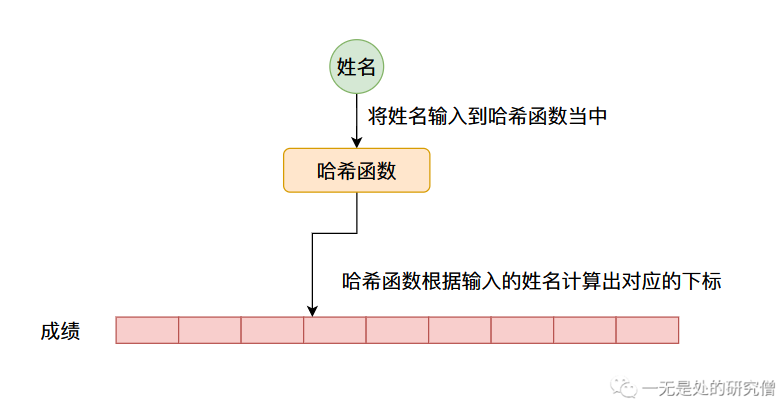 姓名
将姓名输入到哈希函数当中
哈希函数
哈希函数根据输入的姓名计算出对应的下标
成绩
一无是处的研究僧